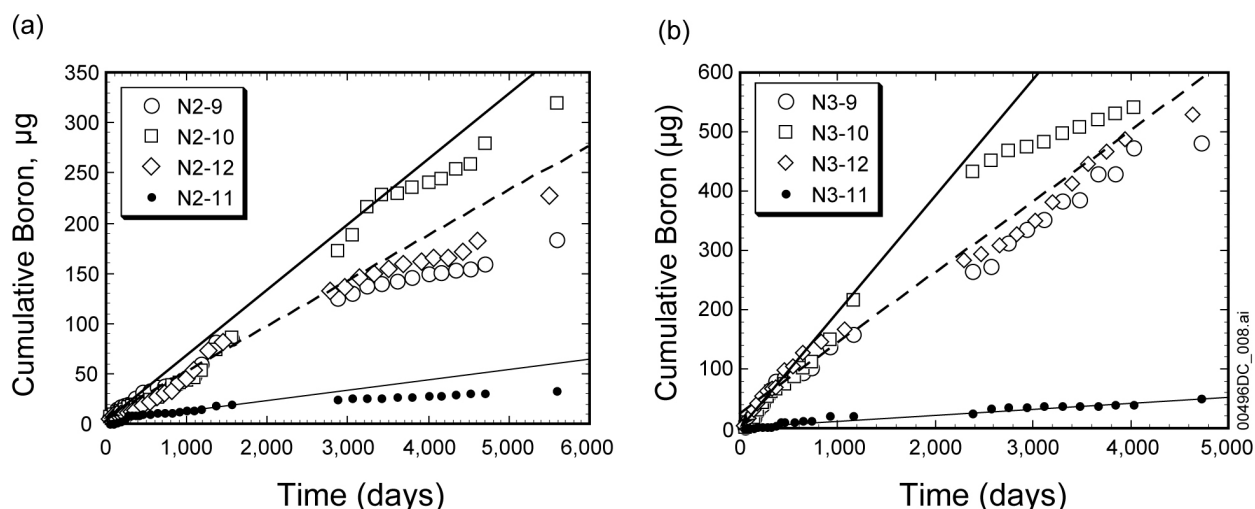 (a)
350
300
250
200
150
100
50
0
Cumulative Boron, µg
N2-9
N2-10
N2-12
N2-11
0 1,000 2,000 3,000 4,000 5,000 6,000
Time (days)
(b)
600
500
400
300
200
100
0
Cumulative Boron (µg)
N3-9
N3-10
N3-12
N3-11
0 1,000 2,000 3,000 4,000 5,000
Time (days)
00496DC_008.ai